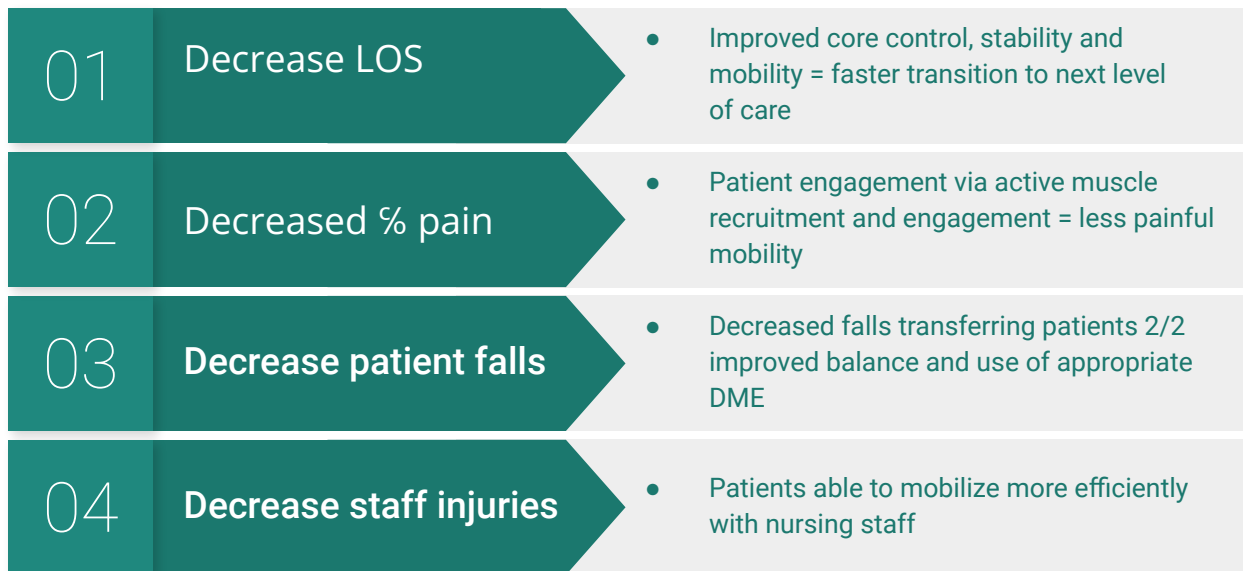 01
Decrease LOS
● Improved core control, stability and
mobility = faster transition to next level
of care
02
Decreased ℅ pain
● Patient engagement via active muscle
recruitment and engagement = less painful
mobility
03
Decrease patient falls
● Decreased falls transferring patients 2/2
improved balance and use of appropriate
DME
04
Decrease staff injuries
● Patients able to mobilize more efficiently
with nursing staff